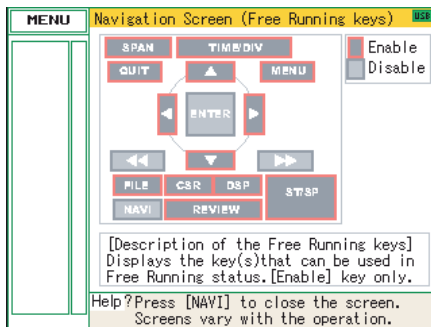 MENU
Navigation Screen (Free Running keys)
USB
SPAN
TIME/DIV
Enable
QUIT
MENU
Disable
ENTER
FILE
CSR
DSP
ST/SP
NAVI
REVIEW
[Description of the Free Running keys]
Displays the key(s)that can be used in
Free Running status.[Enable] key only.
Help?Press [NAVI] to close the screen.
Screens vary with the operation.